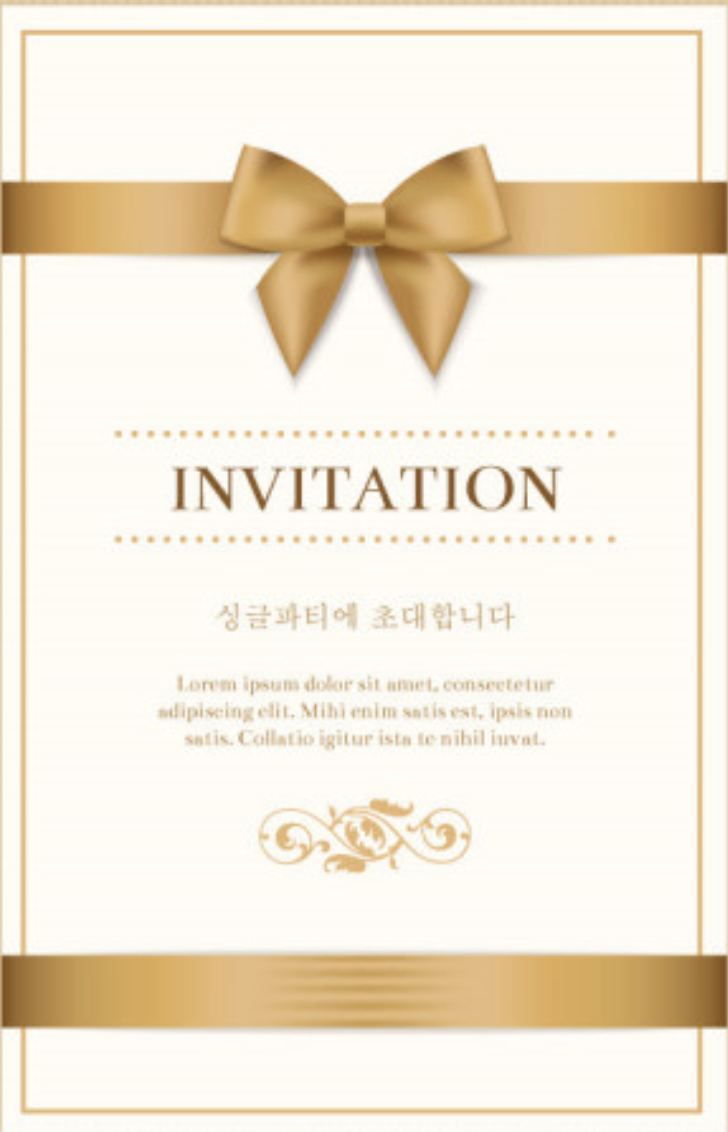 INVITATION
싱글파티에 초대합니다
Lorem ipsum dolor sit amet, consectetur
adipiscing elit. Mihi enim satis est, ipsis non
satis. Collatio igitur ista te nihil iuvat.